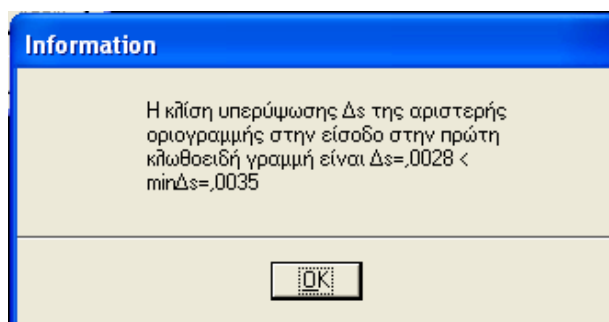 Information
Η κλίση υπερύψωσης Δs της αριστερής
οριογραμμής στην είσοδο στην πρώτη
κλωθοειδή γραμμή είναι Δs=,0028 <
minΔs=,0035
OK